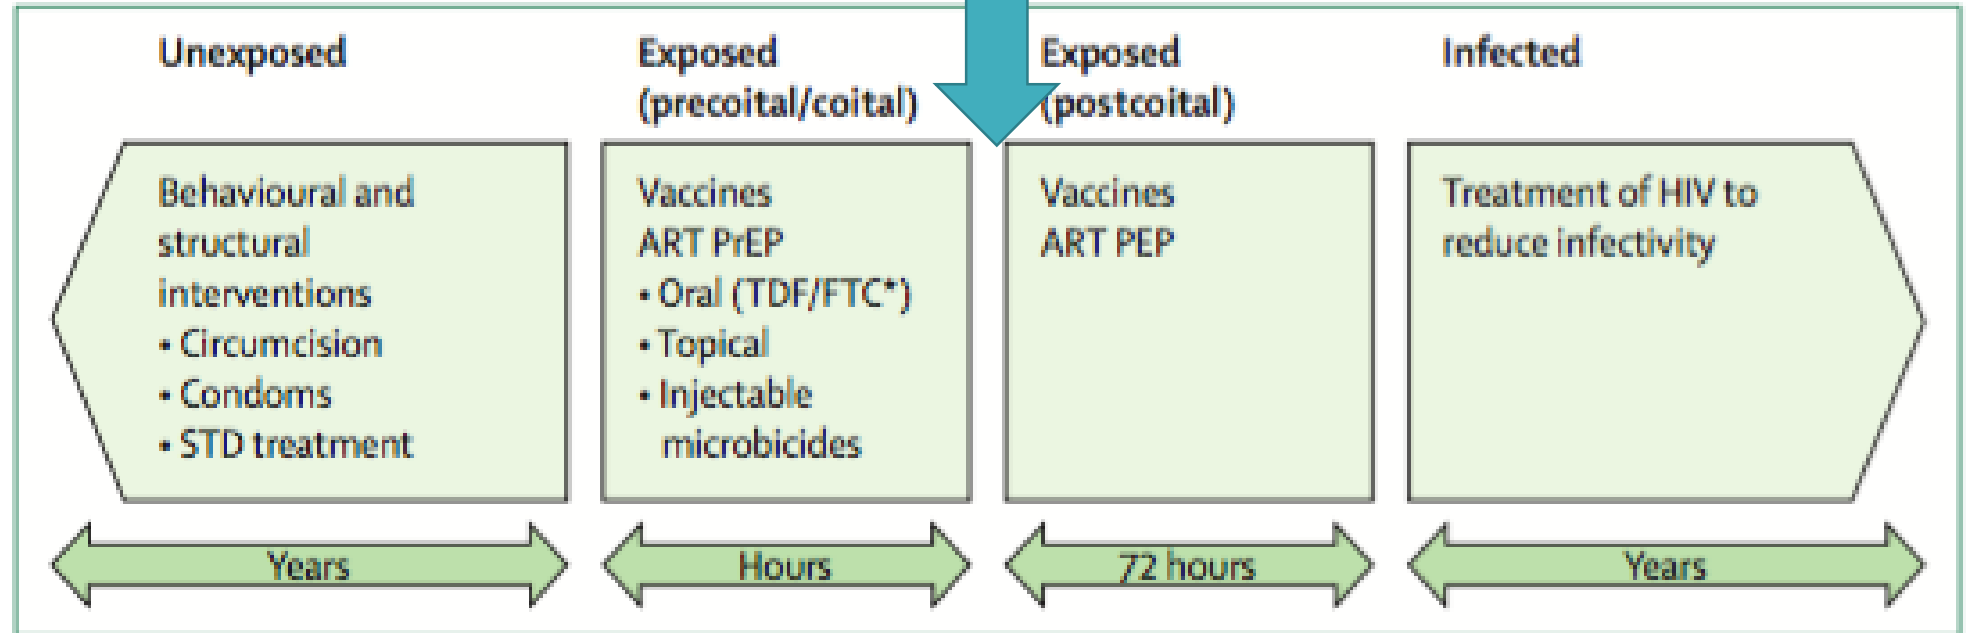 Unexposed
Behavioural and
structural
interventions
• Circumcision
• Condoms
• STD treatment
Years
Exposed
(precoital/coital)
Vaccines
ART PrEP
• Oral (TDF/FTC*)
• Topical
• Injectable
microbicides
Hours
Exposed
(postcoital)
Vaccines
ART PEP
72 hours
Infected
Treatment of HIV to
reduce infectivity
Years